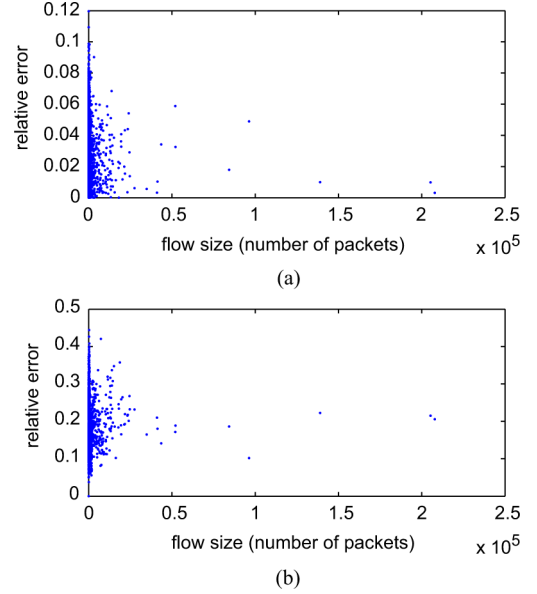 0.12
0.1
0.08
0.06
0.04
0.02
0
relative error
0 0.5 1 1.5 2 2.5
flow size (number of packets)
x 10^5
(a)
0.5
0.4
0.3
0.2
0.1
0
relative error
0 0.5 1 1.5 2 2.5
flow size (number of packets)
x 10^5
(b)